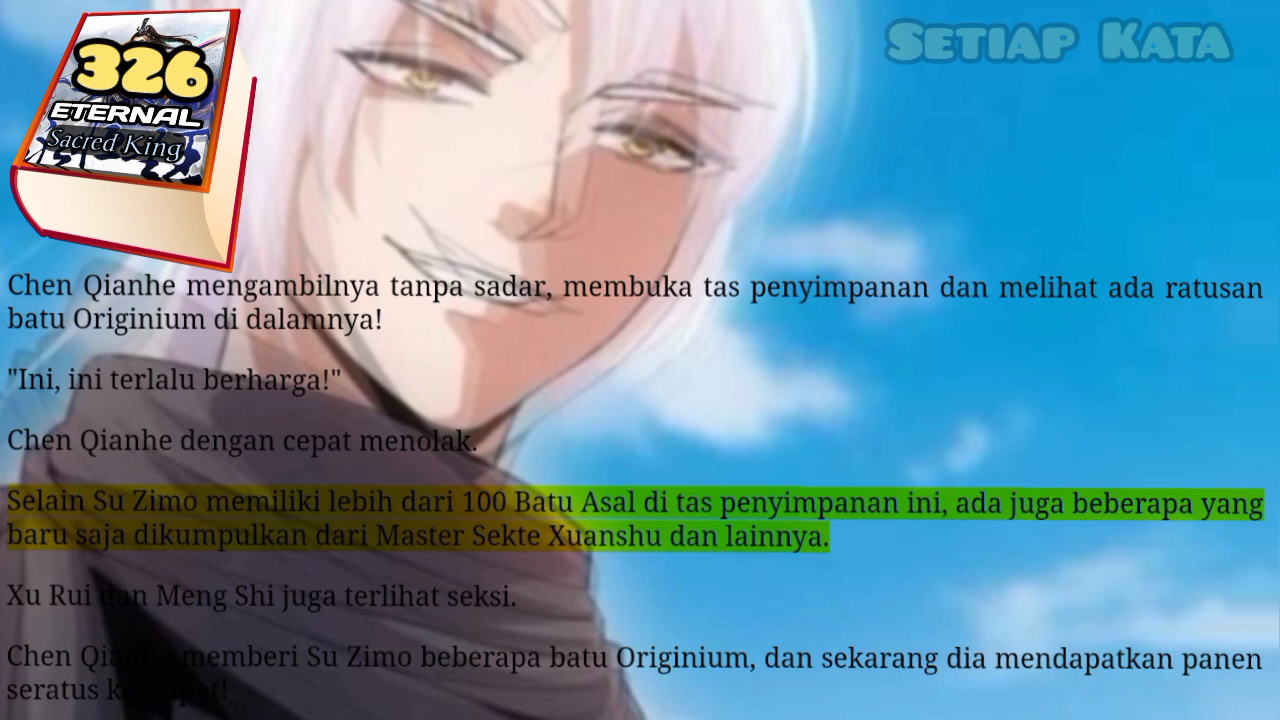 326
ETERNAL
Sacred King
Setiap Kata
Chen Qianhe mengambilnya tanpa sadar, membuka tas penyimpanan dan melihat ada ratusan
batu Originium di dalamnya!
"Ini, ini terlalu berharga!"
Chen Qianhe dengan cepat menolak.
Selain Su Zimo memiliki lebih dari 100 Batu Asal di tas penyimpanan ini, ada juga beberapa yang
baru saja dikumpulkan dari Master Sekte Xuanshu dan lainnya.
Xu Rui dan Meng Shi juga terlihat seksi.
Chen Qianhe memberi Su Zimo beberapa batu Originium, dan sekarang dia mendapatkan panen
seratus kali lipat!